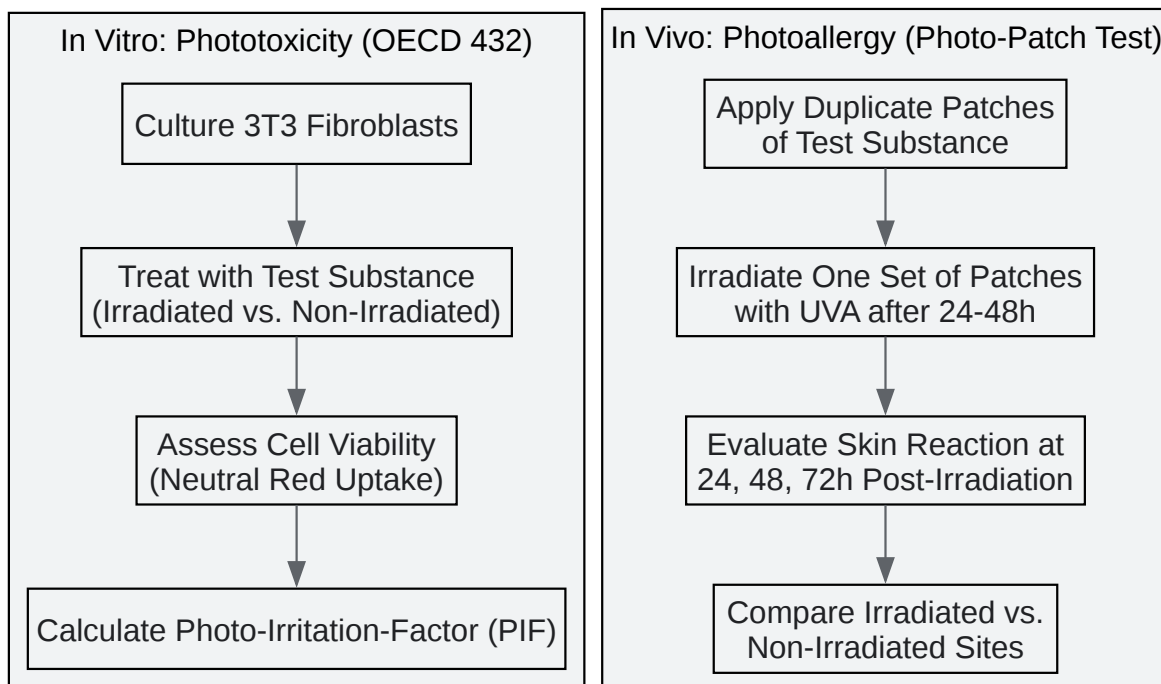 In Vitro: Phototoxicity (OECD 432)
Culture 3T3 Fibroblasts
Treat with Test Substance
(Irradiated vs. Non-Irradiated)
Assess Cell Viability
(Neutral Red Uptake)
Calculate Photo-Irritation-Factor (PIF)
In Vivo: Photoallergy (Photo-Patch Test)
Apply Duplicate Patches
of Test Substance
Irradiate One Set of Patches
with UVA after 24-48h
Evaluate Skin Reaction at
24, 48, 72h Post-Irradiation
Compare Irradiated vs.
Non-Irradiated Sites